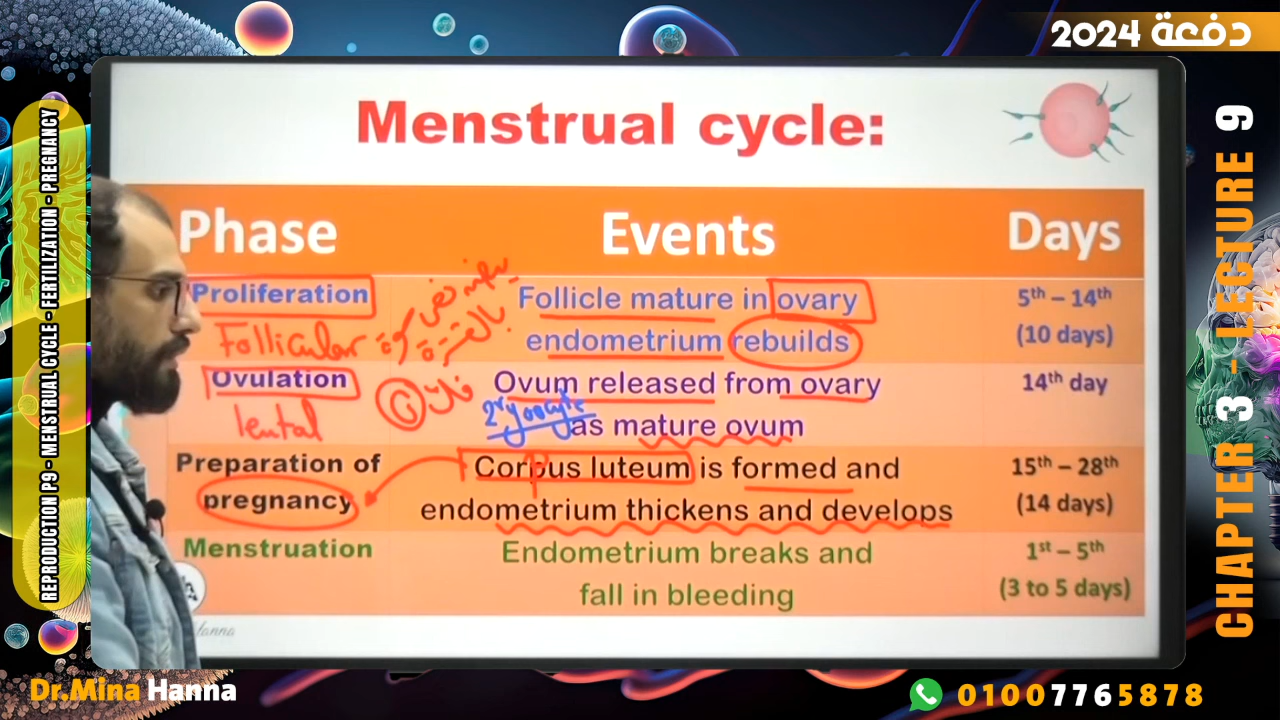 دفعة 2024
REPRODUCTION P9 - MENSTRUAL CYCLE - FERTILIZATION - PREGNANCY
CHAPTER 3 - LECTURE 9
Menstrual cycle:
Phase Events Days
Proliferation Follicle mature in ovary 5th – 14th
Follicular endometrium rebuilds (10 days)
Ovulation Ovum released from ovary 14th day
2ry oocyte as mature ovum
Preparation of Corpus luteum is formed and 15th – 28th
pregnancy endometrium thickens and develops (14 days)
Menstruation Endometrium breaks and 1st – 5th
fall in bleeding (3 to 5 days)
Hanna
Dr.Mina Hanna
01007765878